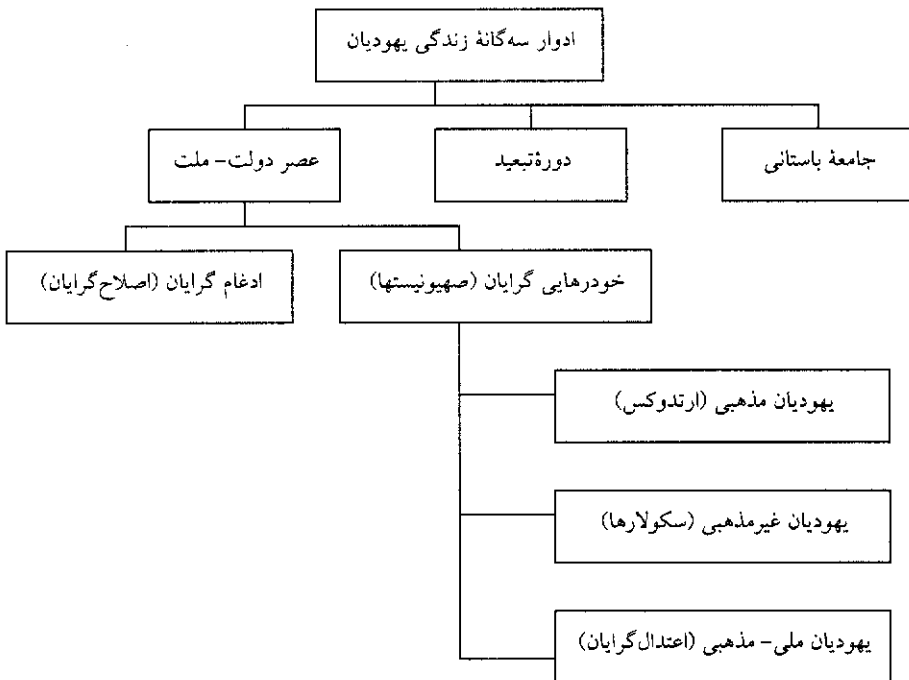 ادوار سه‌گانهٔ زندگی یهودیان
جامعهٔ باستانی
دورهٔ تبعید
عصر دولت- ملت
خودرهایی گرایان (صهیونیستها)
ادغام گرایان (اصلاح‌گرایان)
یهودیان مذهبی (ارتدوکس)
یهودیان غیرمذهبی (سکولارها)
یهودیان ملی- مذهبی (اعتدال‌گرایان)